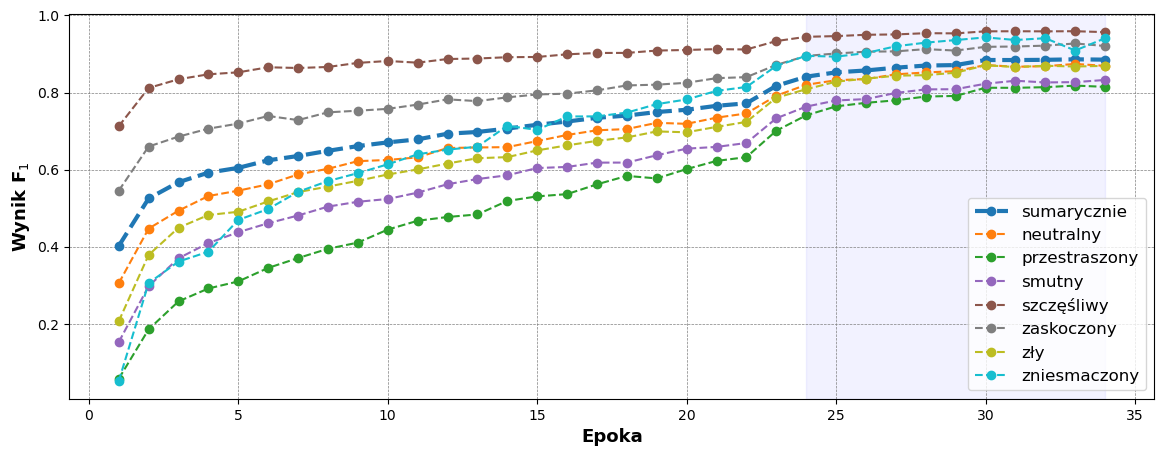 1.0
0.8
0.6
0.4
0.2
Wynik F₁
0
5
10
15
20
25
30
35
Epoka
sumarycznie
neutralny
przestraszony
smutny
szczęśliwy
zaskoczony
zły
zniesmaczony